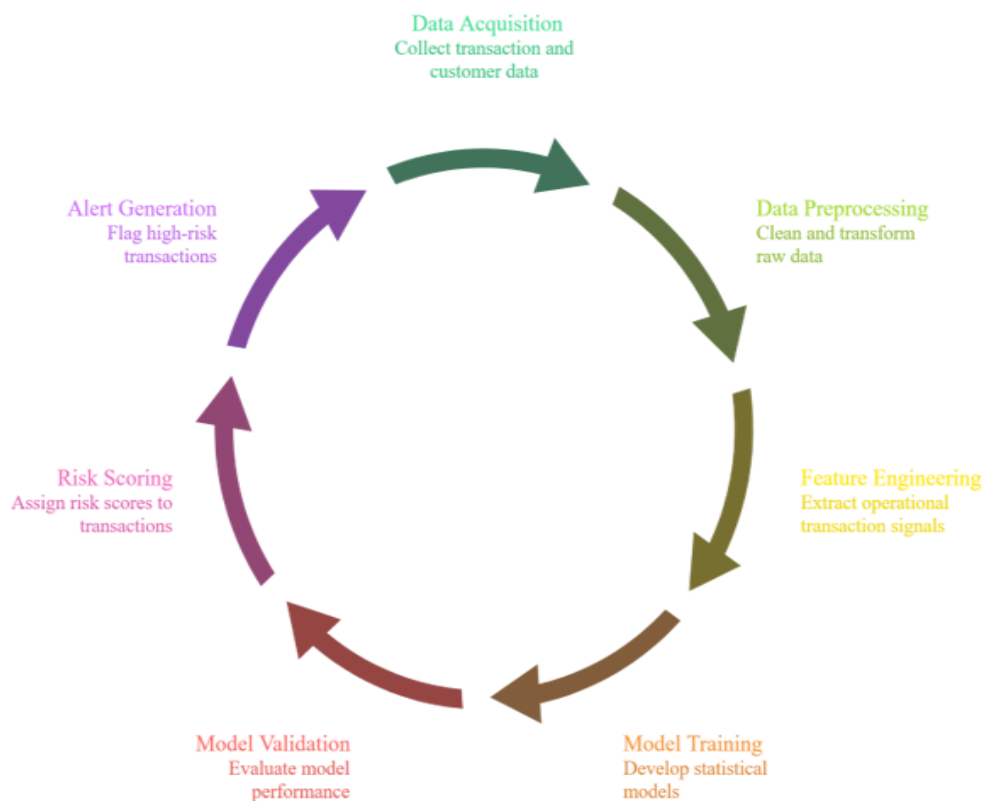 Data Acquisition
Collect transaction and
customer data
Data Preprocessing
Clean and transform
raw data
Feature Engineering
Extract operational
transaction signals
Model Training
Develop statistical
models
Model Validation
Evaluate model
performance
Risk Scoring
Assign risk scores to
transactions
Alert Generation
Flag high-risk
transactions